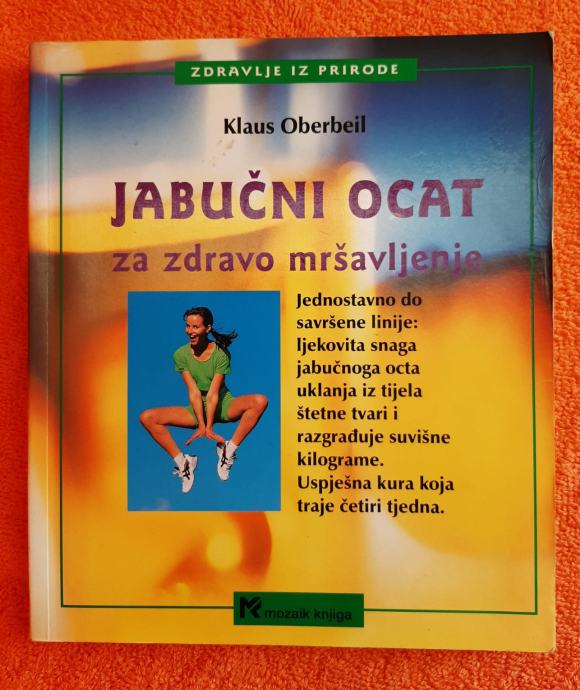 ZDRAVLJE IZ PRIRODE
Klaus Oberbeil
JABUČNI OCAT
za zdravo mršavljenje
Jednostavno do
savršene linije:
ljekovita snaga
jabučnoga octa
uklanja iz tijela
štetne tvari i
razgrađuje suvišne
kilograme.
Uspješna kura koja
traje četiri tjedna.
mozaik knjiga